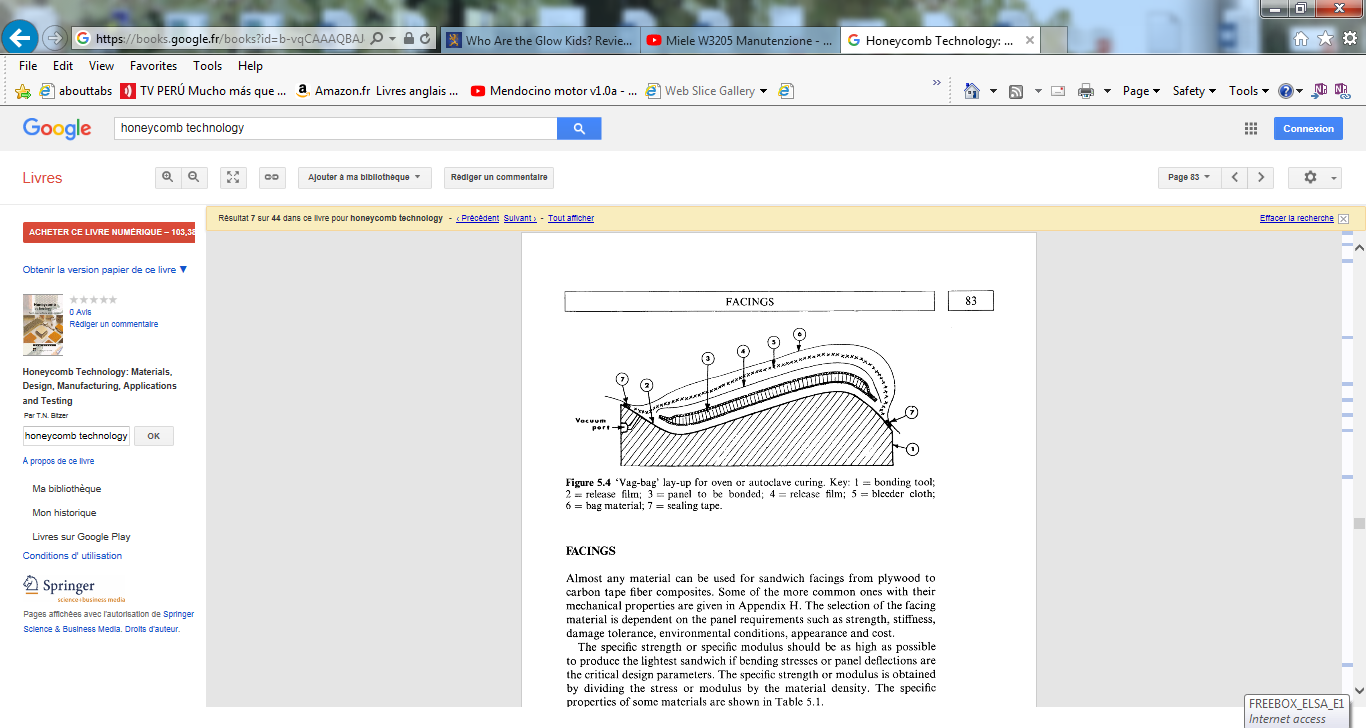 https://books.google.fr/books?id=b-vqCAAAQBAJ
Who Are the Glow Kids? Revie...
Miele W3205 Manutenzione - ...
Honeycomb Technology: ...
File Edit View Favorites Tools Help
abouttabs
TV PERÚ Mucho más que ...
Amazon.fr Livres anglais ...
Mendocino motor v1.0a - ...
Web Slice Gallery
Page
Safety
Tools
Google
honeycomb technology
Connexion
Livres
Ajouter à ma bibliothèque
Rédiger un commentaire
Page 83
Résultat 7 sur 44 dans ce livre pour honeycomb technology - ‹ Précédent Suivant › - Tout afficher
Effacer la recherche
ACHETER CE LIVRE NUMÉRIQUE – 103,38
Obtenir la version papier de ce livre ▼
0 Avis
Rédiger un commentaire
Honeycomb Technology: Materials,
Design, Manufacturing, Applications
and Testing
Par T.N. Bitzer
honeycomb technology
OK
À propos de ce livre
Ma bibliothèque
Mon historique
Livres sur Google Play
Conditions d' utilisation
Springer
science+business media
Pages affichées avec l'autorisation de Springer
Science & Business Media. Droits d'auteur.
FACINGS
83
6
5
4
3
7
2
Vacuum
port
7
1
Figure 5.4 'Vag-bag' lay-up for oven or autoclave curing. Key: 1 = bonding tool;
2 = release film; 3 = panel to be bonded; 4 = release film; 5 = bleeder cloth;
6 = bag material; 7 = sealing tape.
FACINGS
Almost any material can be used for sandwich facings from plywood to
carbon tape fiber composites. Some of the more common ones with their
mechanical properties are given in Appendix H. The selection of the facing
material is dependent on the panel requirements such as strength, stiffness,
damage tolerance, environmental conditions, appearance and cost.
The specific strength or specific modulus should be as high as possible
to produce the lightest sandwich if bending stresses or panel deflections are
the critical design parameters. The specific strength or modulus is obtained
by dividing the stress or modulus by the material density. The specific
properties of some materials are shown in Table 5.1.
FREEBOX_ELSA_E1
Internet access